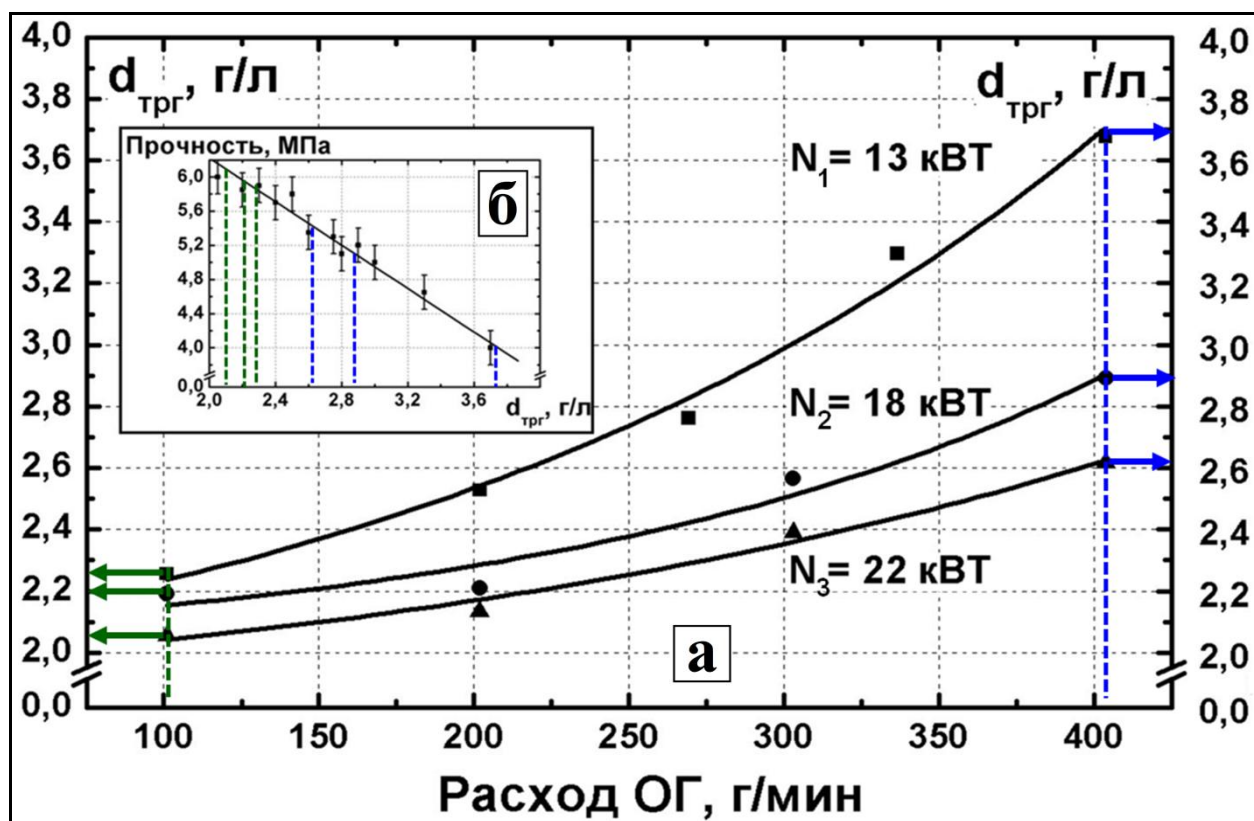 4,0
3,8
3,6
3,4
3,2
3,0
2,8
2,6
2,4
2,2
2,0
0,0
d трг, г/л
Прочность, МПа
6,0
5,6
5,2
4,8
4,4
4,0
0,0
2,0 2,4 2,8 3,2 3,6
d трг, г/л
б
N1= 13 кВТ
N2= 18 кВТ
N3= 22 кВТ
а
d трг, г/л
4,0
3,8
3,6
3,4
3,2
3,0
2,8
2,6
2,4
2,2
2,0
0,0
100 150 200 250 300 350 400
Расход ОГ, г/мин